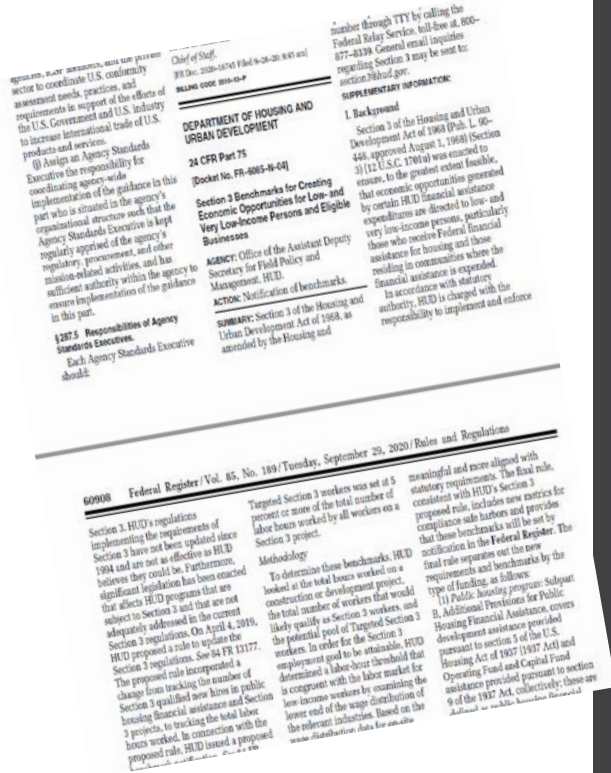 sector to coordinate U.S. conformity
assessment needs, practices, and
requirements in support of the efforts of
the U.S. Government and U.S. industry
to increase international trade of U.S.
products and services.
(j) Assign an Agency Standards
Executive the responsibility for
coordinating agency-wide
implementation of the guidance in this
part who is situated in the agency's
organizational structure such that the
Agency Standards Executive is kept
regularly apprised of the agency's
regulatory, procurement, and other
mission-related activities, and has
sufficient authority within the agency to
ensure implementation of the guidance
in this part.
§ 287.5 Responsibilities of Agency
Standards Executives.
Each Agency Standards Executive
should:
Chief of Staff.
[FR Doc. 2020-18745 Filed 9-28-20; 8:45 am]
BILLING CODE 3510-13-P
DEPARTMENT OF HOUSING AND
URBAN DEVELOPMENT
24 CFR Part 75
[Docket No. FR-6085-N-04]
Section 3 Benchmarks for Creating
Economic Opportunities for Low- and
Very Low-Income Persons and Eligible
Businesses
AGENCY: Office of the Assistant Deputy
Secretary for Field Policy and
Management, HUD.
ACTION: Notification of benchmarks.
SUMMARY: Section 3 of the Housing and
Urban Development Act of 1968, as
amended by the Housing and
number through TTY by calling the
Federal Relay Service, toll-free at, 800–
877–8339. General email inquiries
regarding Section 3 may be sent to:
section3@hud.gov.
SUPPLEMENTARY INFORMATION:
I. Background
Section 3 of the Housing and Urban
Development Act of 1968 (Pub. L. 90–
448, approved August 1, 1968) (Section
3) (12 U.S.C. 1701u) was enacted to
ensure, to the greatest extent feasible,
that economic opportunities generated
by certain HUD financial assistance
expenditures are directed to low- and
very low-income persons, particularly
those who receive Federal financial
assistance for housing and those
residing in communities where the
financial assistance is expended.
In accordance with statutory
authority, HUD is charged with the
responsibility to implement and enforce
60908 Federal Register/Vol. 85, No. 189/Tuesday, September 29, 2020/Rules and Regulations
Section 3. HUD's regulations
implementing the requirements of
Section 3 have not been updated since
1994 and are not as effective as HUD
believes they could be. Furthermore,
significant legislation has been enacted
that affects HUD programs that are
subject to Section 3 and that are not
adequately addressed in the current
Section 3 regulations. On April 4, 2019,
HUD proposed a rule to update the
Section 3 regulations. See 84 FR 13177.
The proposed rule incorporated a
change from tracking the number of
Section 3 qualified new hires in public
housing financial assistance and Section
3 projects, to tracking the total labor
hours worked. In connection with the
proposed rule, HUD issued a proposed
Targeted Section 3 workers was set at 5
percent or more of the total number of
labor hours worked by all workers on a
Section 3 project.
Methodology
To determine these benchmarks, HUD
looked at the total hours worked on a
construction or development project,
the total number of workers that would
likely qualify as Section 3 workers, and
the potential pool of Targeted Section 3
workers. In order for the Section 3
employment goal to be attainable, HUD
determined a labor-hour threshold that
is congruent with the labor market for
low-income workers by examining the
lower end of the wage distribution of
the relevant industries. Based on the
wage distribution data for on-site
meaningful and more aligned with
statutory requirements. The final rule,
consistent with HUD's Section 3
proposed rule, includes new metrics for
compliance safe harbors and provides
that these benchmarks will be set by
notification in the Federal Register. The
final rule separates out the new
requirements and benchmarks by the
type of funding, as follows:
(1) Public housing program: Subpart
B, Additional Provisions for Public
Housing Financial Assistance, covers
development assistance provided
pursuant to section 5 of the U.S.
Housing Act of 1937 (1937 Act) and
Operating Fund and Capital Fund
assistance provided pursuant to section
9 of the 1937 Act, collectively; these are